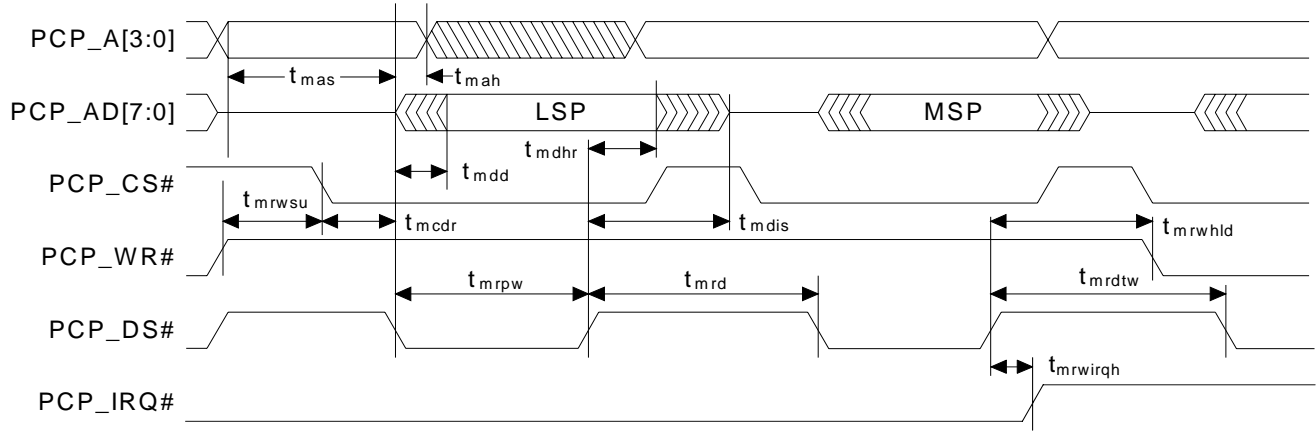 PCP_A[3:0]
t mas
t mah
PCP_AD[7:0]
LSP
MSP
t mdhr
t mdd
PCP_CS#
t mrwsu
t mcdr
t mdis
t mrwhld
PCP_WR#
t mrpw
t mrd
t mrdtw
PCP_DS#
t mrwirqh
PCP_IRQ#